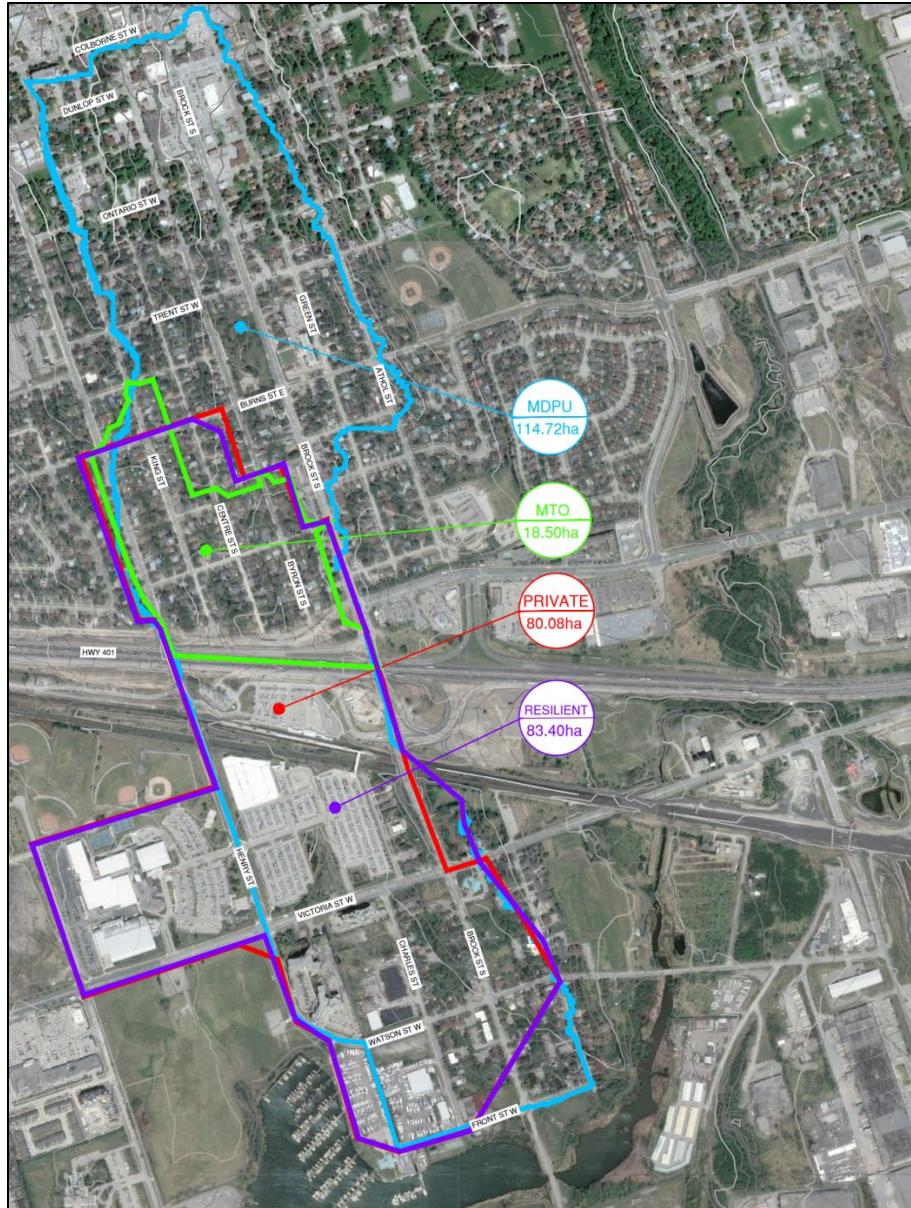 COLBORNE ST W
DUNLOP ST W
BROCK ST S
ONTARIO ST W
TRENT ST W
GREEN ST
ATHOL ST
BURNS ST E
MDPU
114.72ha
KING ST
BROCK ST S
CENTRE ST S
MTO
18.50ha
BYRON ST S
PRIVATE
80.08ha
HWY 401
RESILIENT
83.40ha
HENRY ST
VICTORIA ST W
CHARLES ST
BROCK ST S
WATSON ST W
FRONT ST W